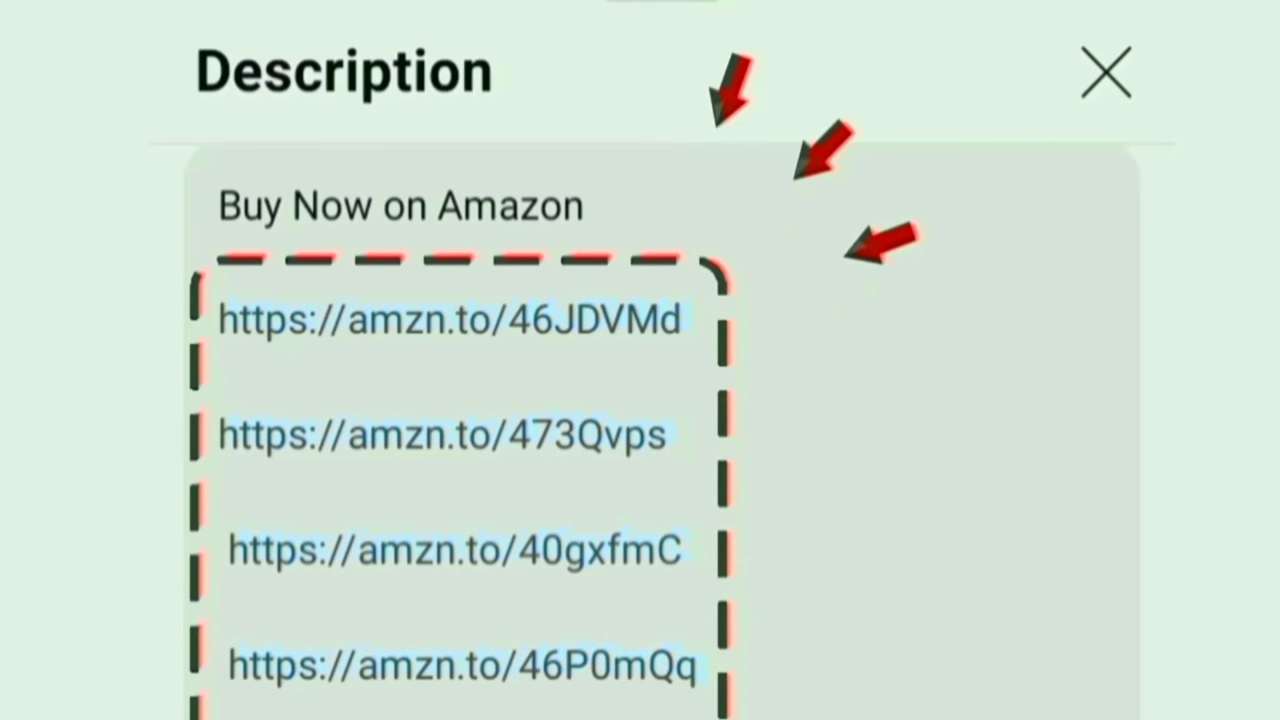 Description
Buy Now on Amazon
https://amzn.to/46JDVMd
https://amzn.to/473Qvps
https://amzn.to/40gxfmC
https://amzn.to/46P0mQq